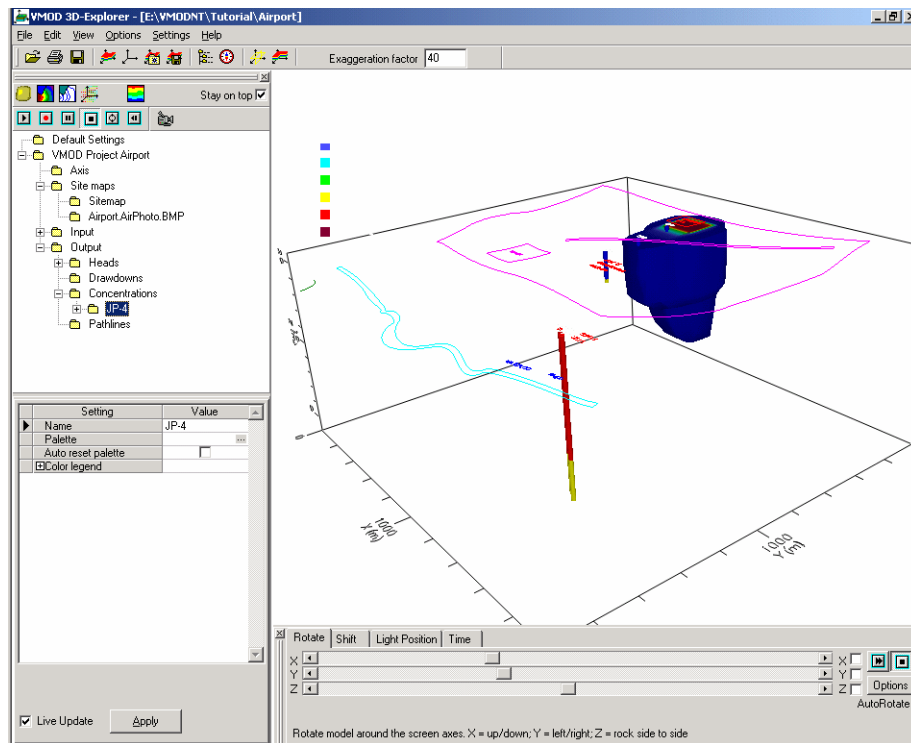 VMOD 3D-Explorer - [E:\VMODNT\Tutorial\Airport]
File Edit View Options Settings Help
Exaggeration factor 40
Stay on top
Default Settings
VMOD Project Airport
Axis
Site maps
Sitemap
Airport.AirPhoto.BMP
Input
Output
Heads
Drawdowns
Concentrations
JP-4
Pathlines
1000
X (m)
1000
Y (m)
Setting Value
Name JP-4
Palette
Auto reset palette
Color legend
Live Update Apply
Rotate Shift Light Position Time
X X
Y Y
Z Z
Options
AutoRotate
Rotate model around the screen axes. X = up/down; Y = left/right; Z = rock side to side